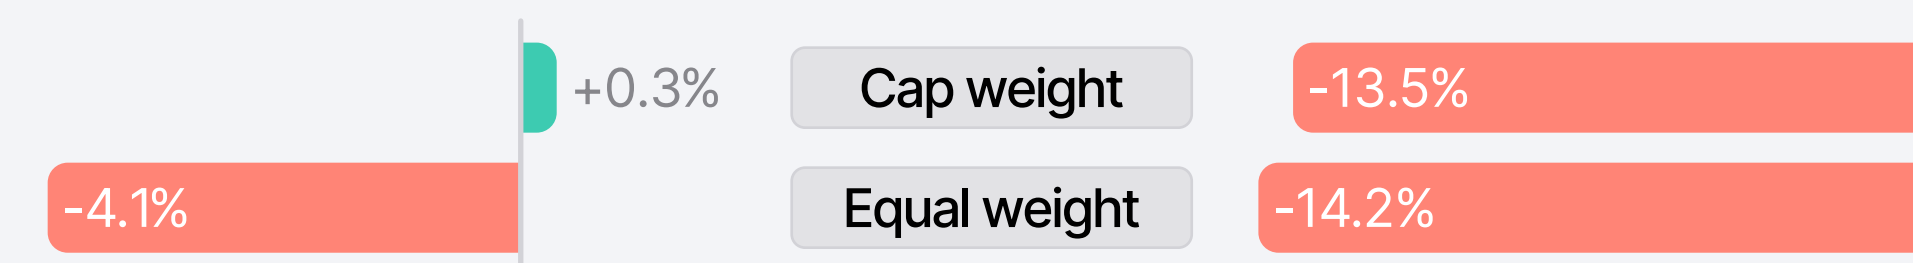 +0.3% Cap weight -13.5%
-4.1% Equal weight -14.2%